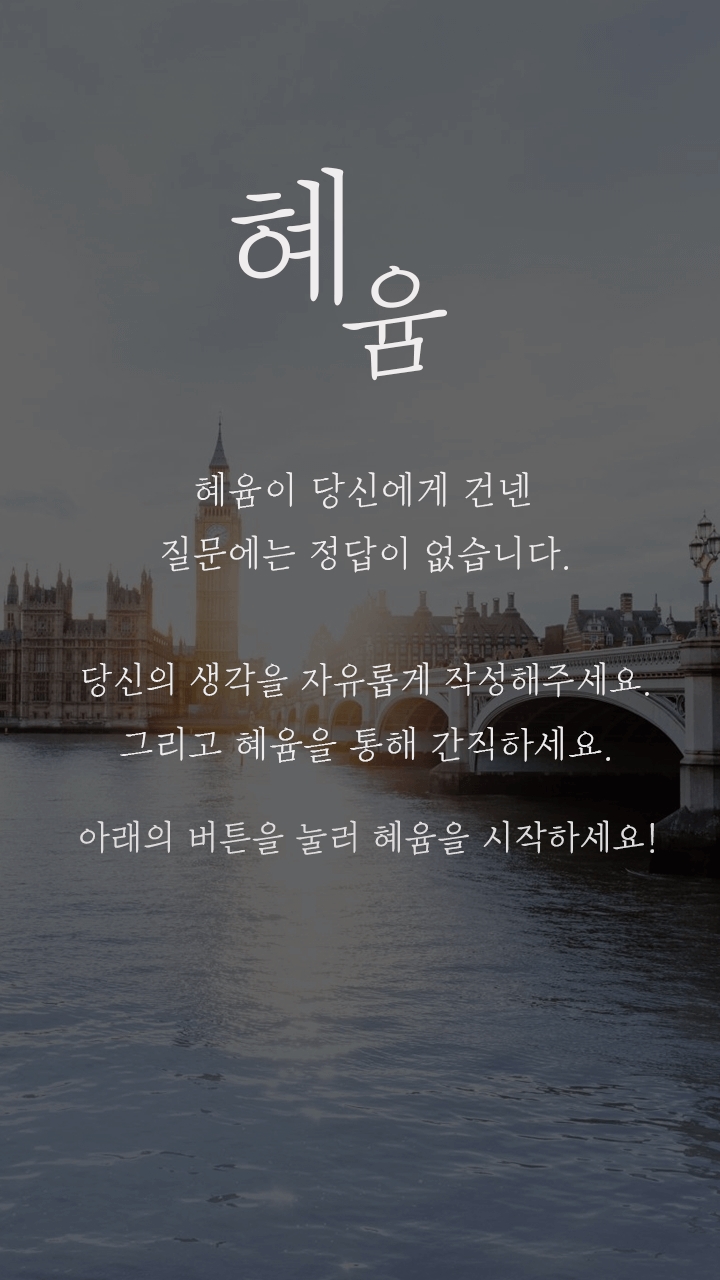 혜윰
혜윰이 당신에게 건넨
질문에는 정답이 없습니다.
당신의 생각을 자유롭게 작성해주세요.
그리고 혜윰을 통해 간직하세요.
아래의 버튼을 눌러 혜윰을 시작하세요!